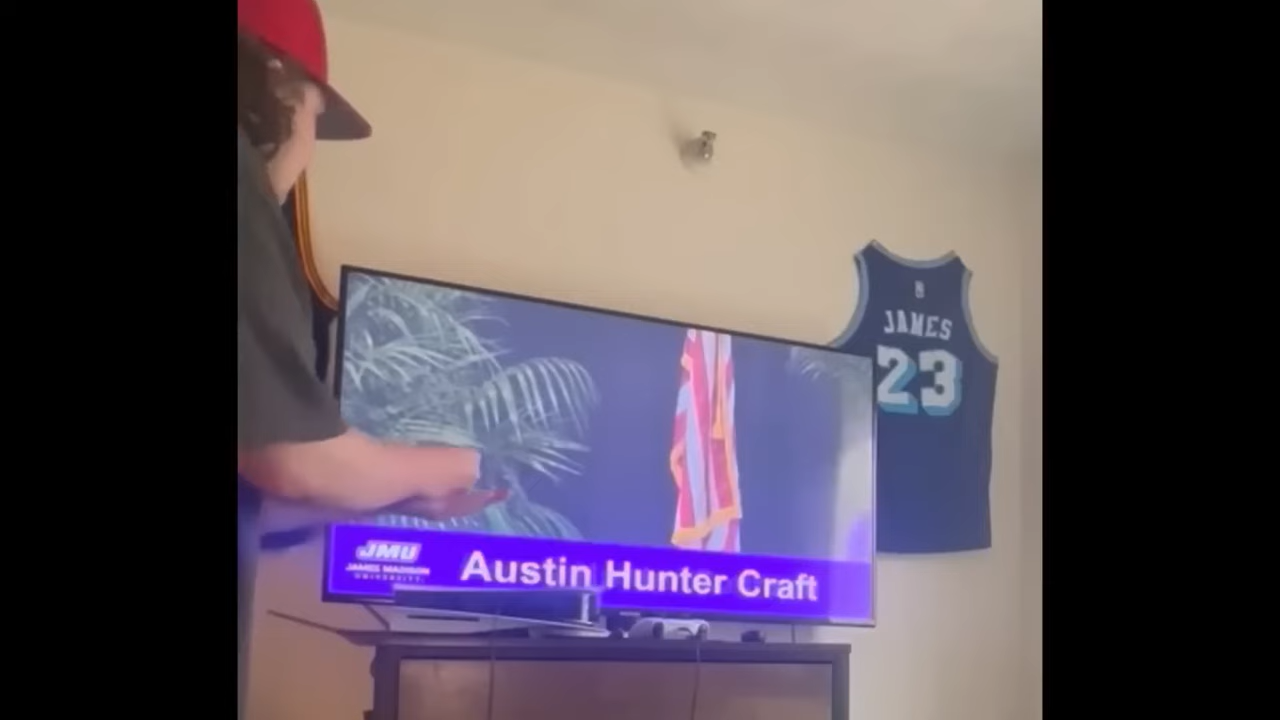 JAMES
23
JMU
JAMES MADISON
UNIVERSITY.
Austin Hunter Craft